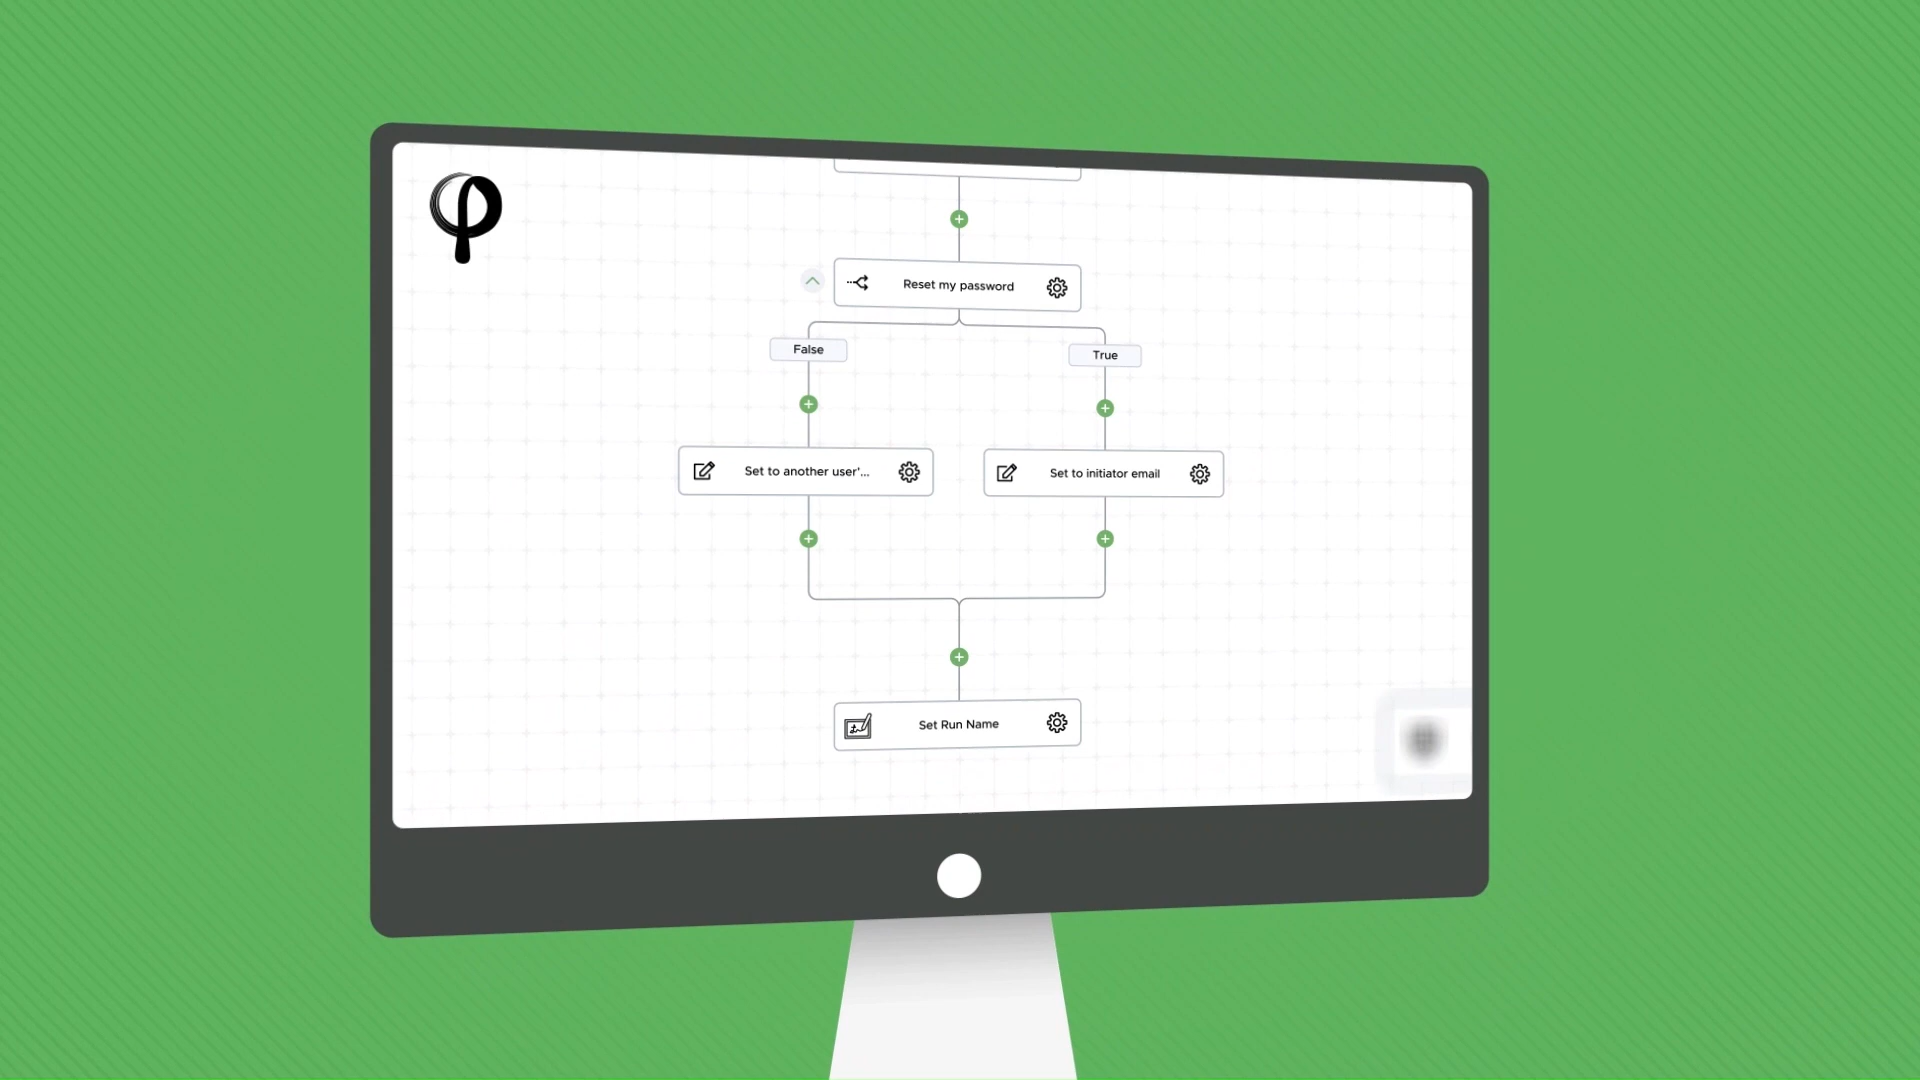 Reset my password
False
True
Set to another user'...
Set to initiator email
Set Run Name